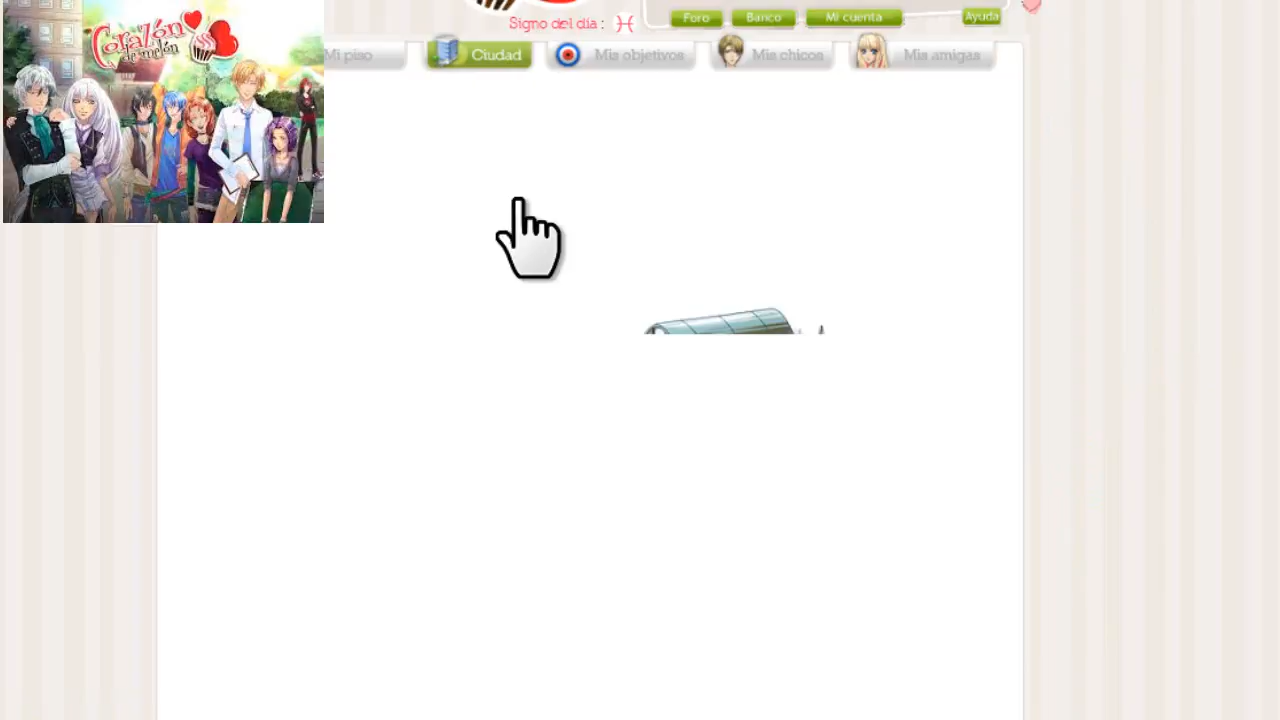 Corazón
de melón
Signo del día :
Foro
Banco
Mi cuenta
Ayuda
Mi piso
Ciudad
Mis objetivos
Mis chicos
Mis amigas